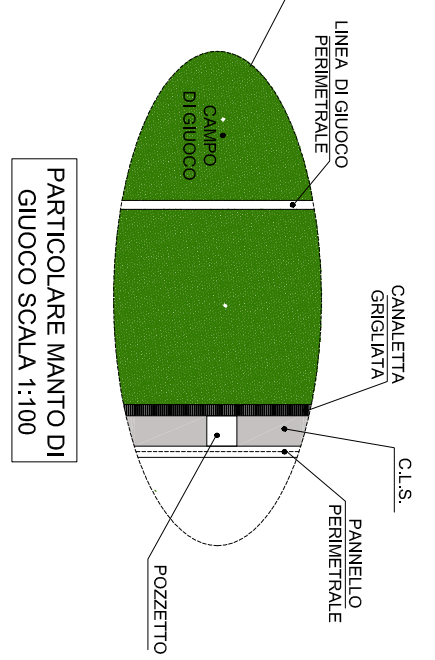 LINEA DI GIUOCO
PERIMETRALE
CAMPO
DI GIUOCO
CANALETTA
GRIGLIATA
C.L.S.
PANNELLO
PERIMETRALE
POZZETTO
PARTICOLARE MANTO DI
GIUOCO SCALA 1:100